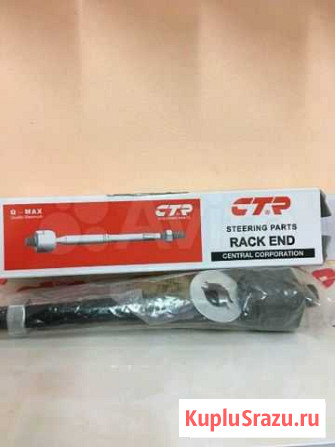 Q-MAX
CTR
CTR
STEERING PARTS
RACK END
CENTRAL CORPORATION
KupluSrazu.ru